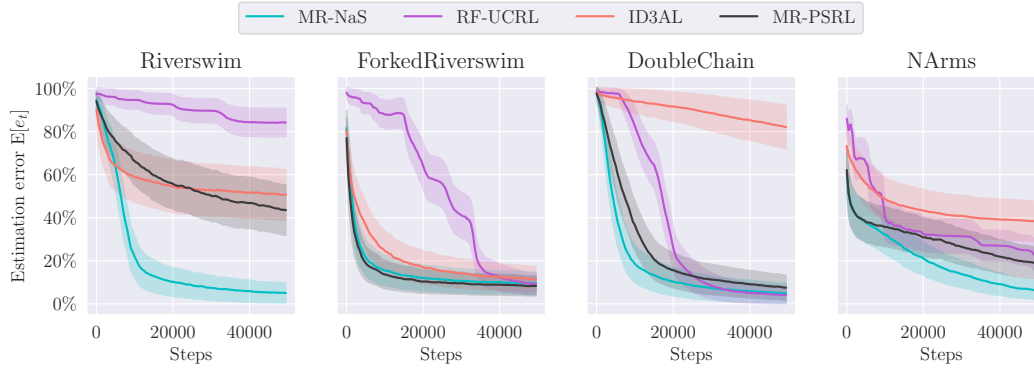 MR-NaS RF-UCRL ID3AL MR-PSRL
Riverswim ForkedRiverswim DoubleChain NArms
Estimation error E[e_t]
100%
80%
60%
40%
20%
0%
0 20000 40000 0 20000 40000 0 20000 40000 0 20000 40000
Steps Steps Steps Steps